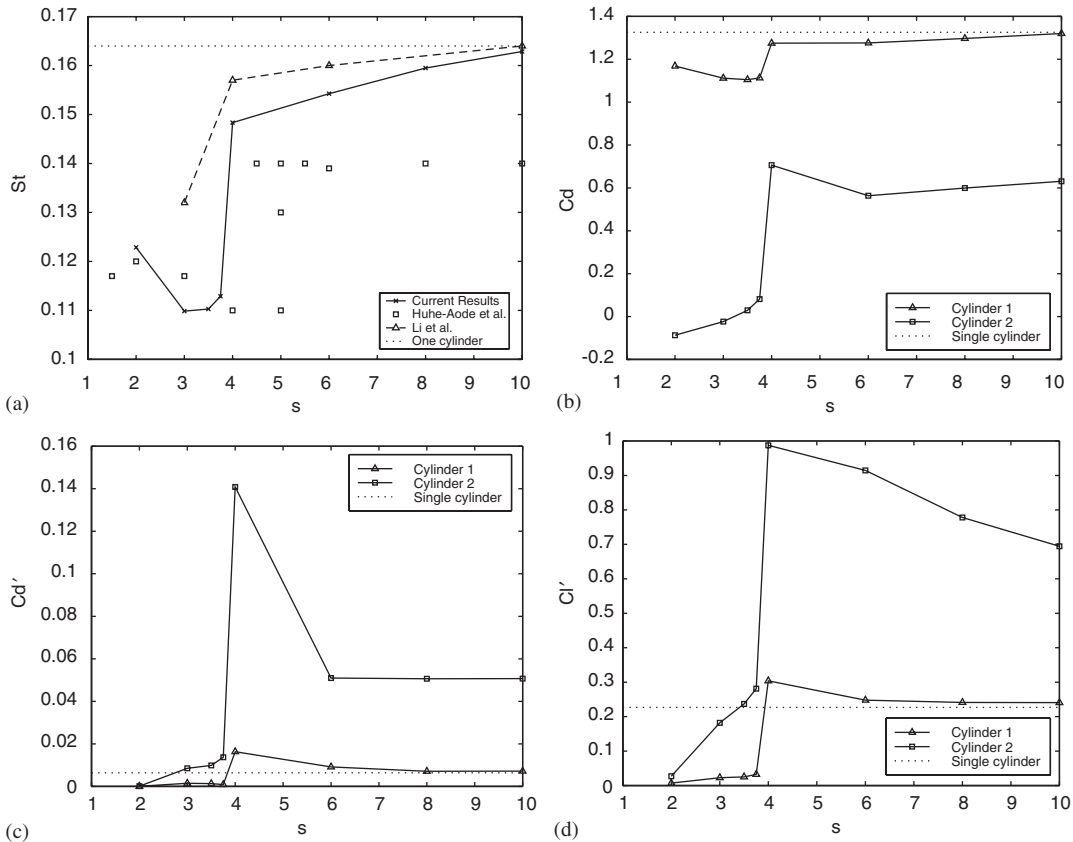 0.17
0.16
0.15
0.14
0.13
0.12
0.11
0.1
St
1 2 3 4 5 6 7 8 9 10
s
Current Results
Huhe-Aode et al.
Li et al.
One cylinder
(a)
1.4
1.2
1
0.8
0.6
0.4
0.2
0
-0.2
Cd
1 2 3 4 5 6 7 8 9 10
s
Cylinder 1
Cylinder 2
Single cylinder
(b)
0.16
0.14
0.12
0.1
0.08
0.06
0.04
0.02
0
Cd′
1 2 3 4 5 6 7 8 9 10
s
Cylinder 1
Cylinder 2
Single cylinder
(c)
1
0.9
0.8
0.7
0.6
0.5
0.4
0.3
0.2
0.1
0
Cl′
1 2 3 4 5 6 7 8 9 10
s
Cylinder 1
Cylinder 2
Single cylinder
(d)